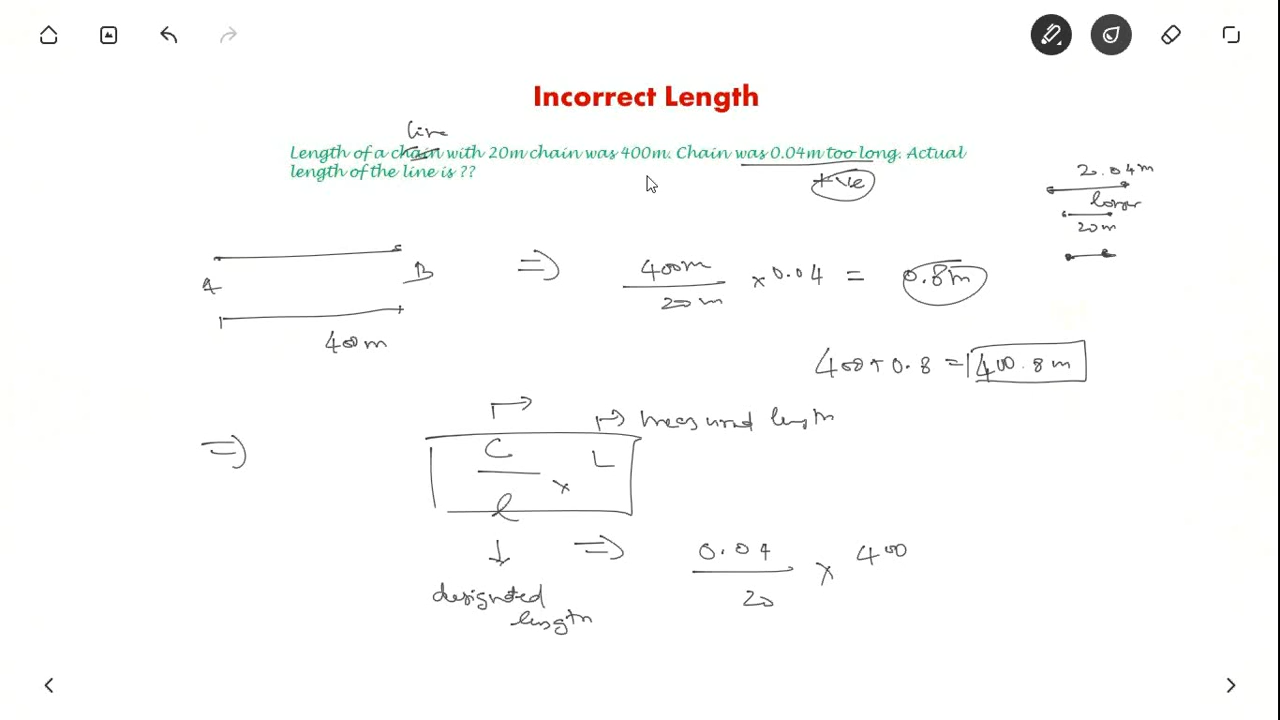 Incorrect Length
line
Length of a chain with 20m chain was 400m. Chain was 0.04m too long. Actual
length of the line is ??
+ve
20.04m
longer
20m
A
B
400m
⇒ 400m / 20m × 0.04 = 0.8m
400 + 0.8 = 400.8m
⇒
measured length
C / l × L
designated
length
⇒ 0.04 / 20 × 400